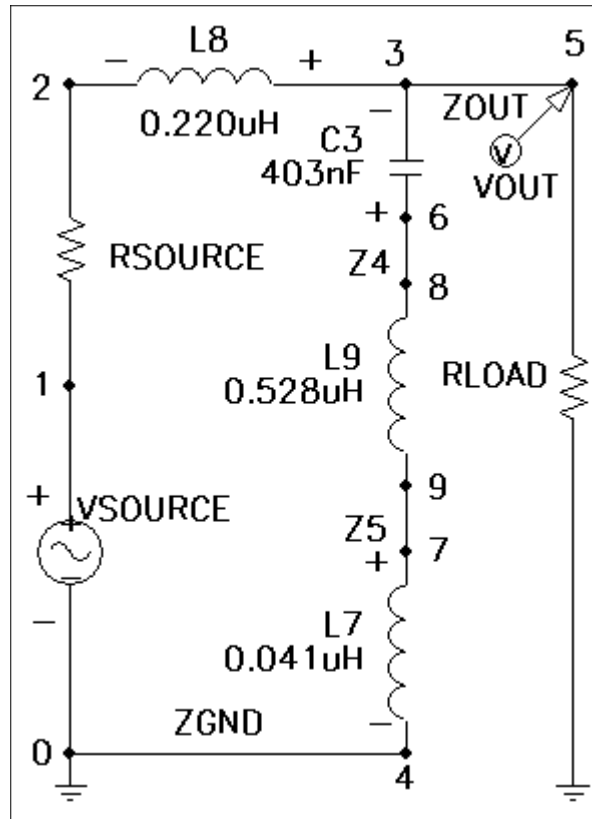 L8
5
2
−
+
3
0.220uH
−
ZOUT
C3
403nF
V
VOUT
+
6
RSOURCE
Z4
8
1
L9
0.528uH
RLOAD
+
VSOURCE
+
−
9
Z5
7
+
−
L7
0.041uH
ZGND
−
0
4